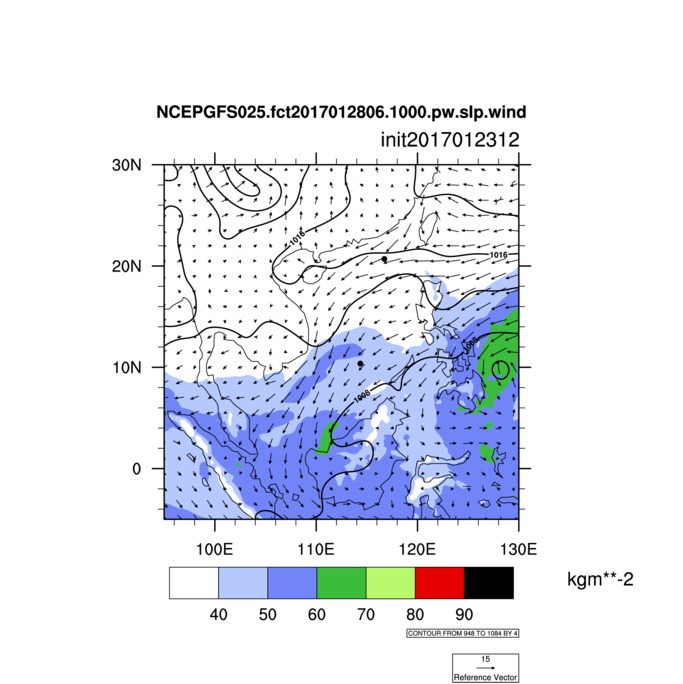 NCEPGFS025.fct2017012806.1000.pw.slp.wind
init2017012312
30N
20N
10N
0
1016
1016
1008
1008
100E 110E 120E 130E
kgm**-2
40 50 60 70 80 90
CONTOUR FROM 948 TO 1084 BY 4
15
Reference Vector